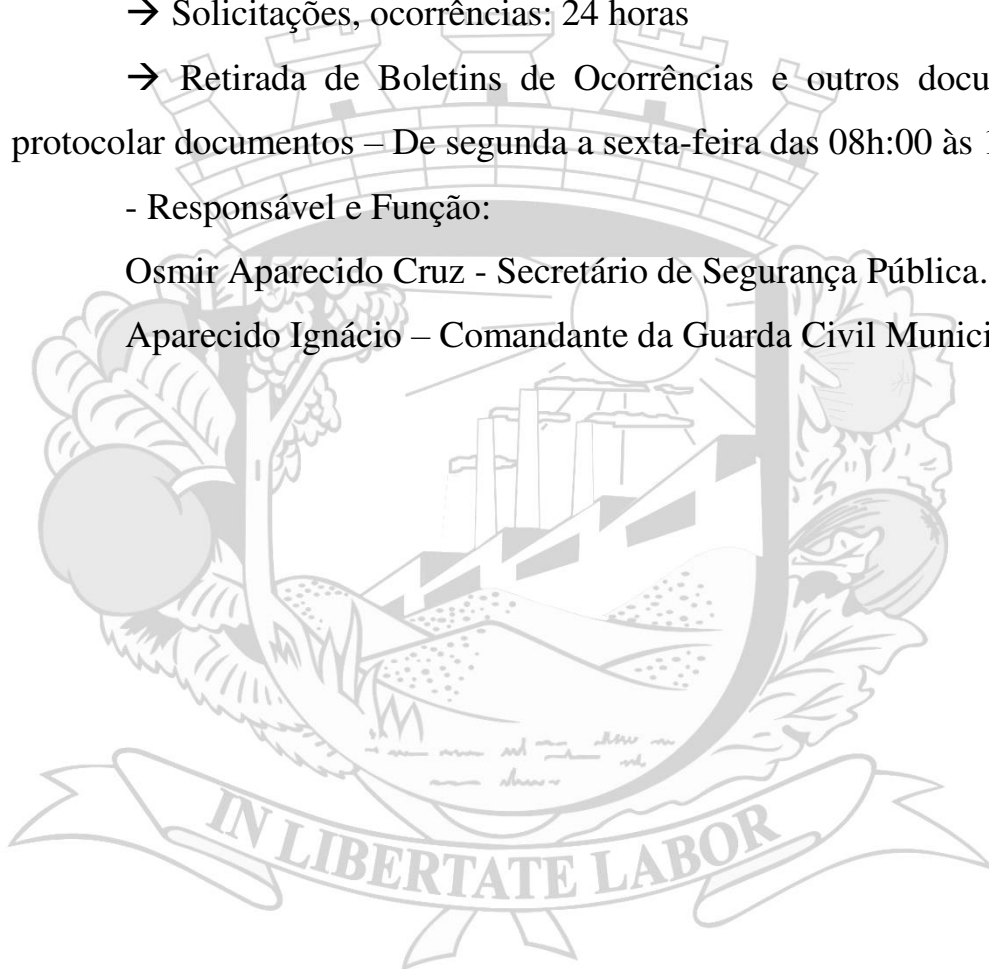 → Solicitações, ocorrências: 24 horas
→ Retirada de Boletins de Ocorrências e outros docu
protocolar documentos – De segunda a sexta-feira das 08h:00 às 1
- Responsável e Função:
Osmir Aparecido Cruz - Secretário de Segurança Pública.
Aparecido Ignácio – Comandante da Guarda Civil Munici
IN LIBERTATE LABOR